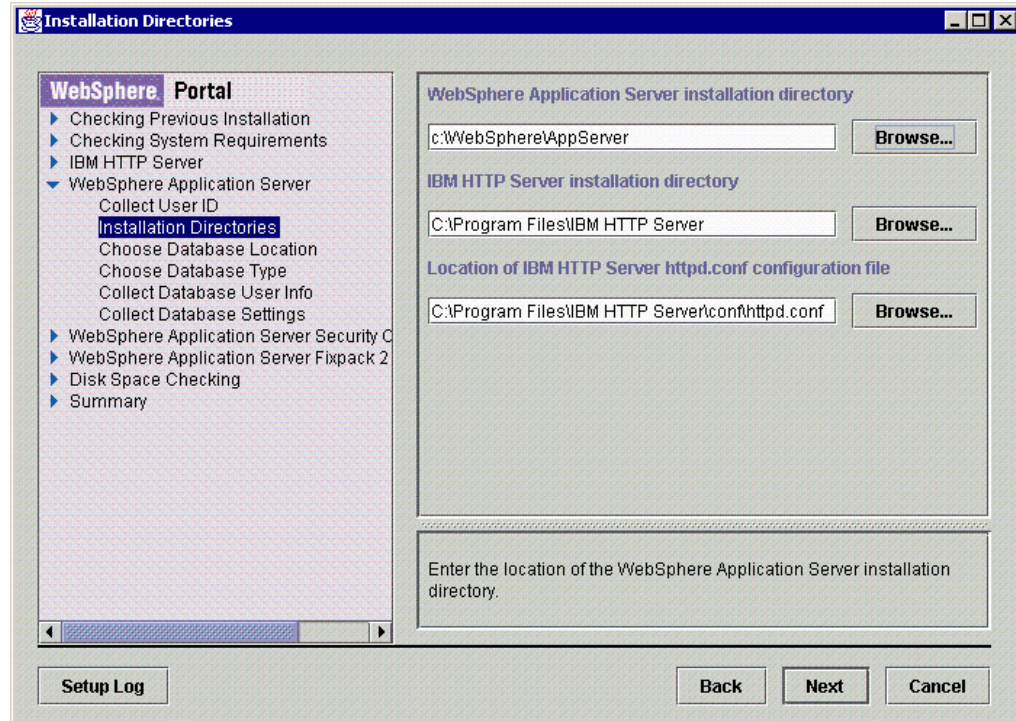 Installation Directories
WebSphere Portal
Checking Previous Installation
Checking System Requirements
IBM HTTP Server
WebSphere Application Server
Collect User ID
Installation Directories
Choose Database Location
Choose Database Type
Collect Database User Info
Collect Database Settings
WebSphere Application Server Security C
WebSphere Application Server Fixpack 2
Disk Space Checking
Summary
WebSphere Application Server installation directory
c:\WebSphere\AppServer
Browse...
IBM HTTP Server installation directory
C:\Program Files\IBM HTTP Server
Browse...
Location of IBM HTTP Server httpd.conf configuration file
C:\Program Files\IBM HTTP Server\conf\httpd.conf
Browse...
Enter the location of the WebSphere Application Server installation
directory.
Setup Log
Back
Next
Cancel